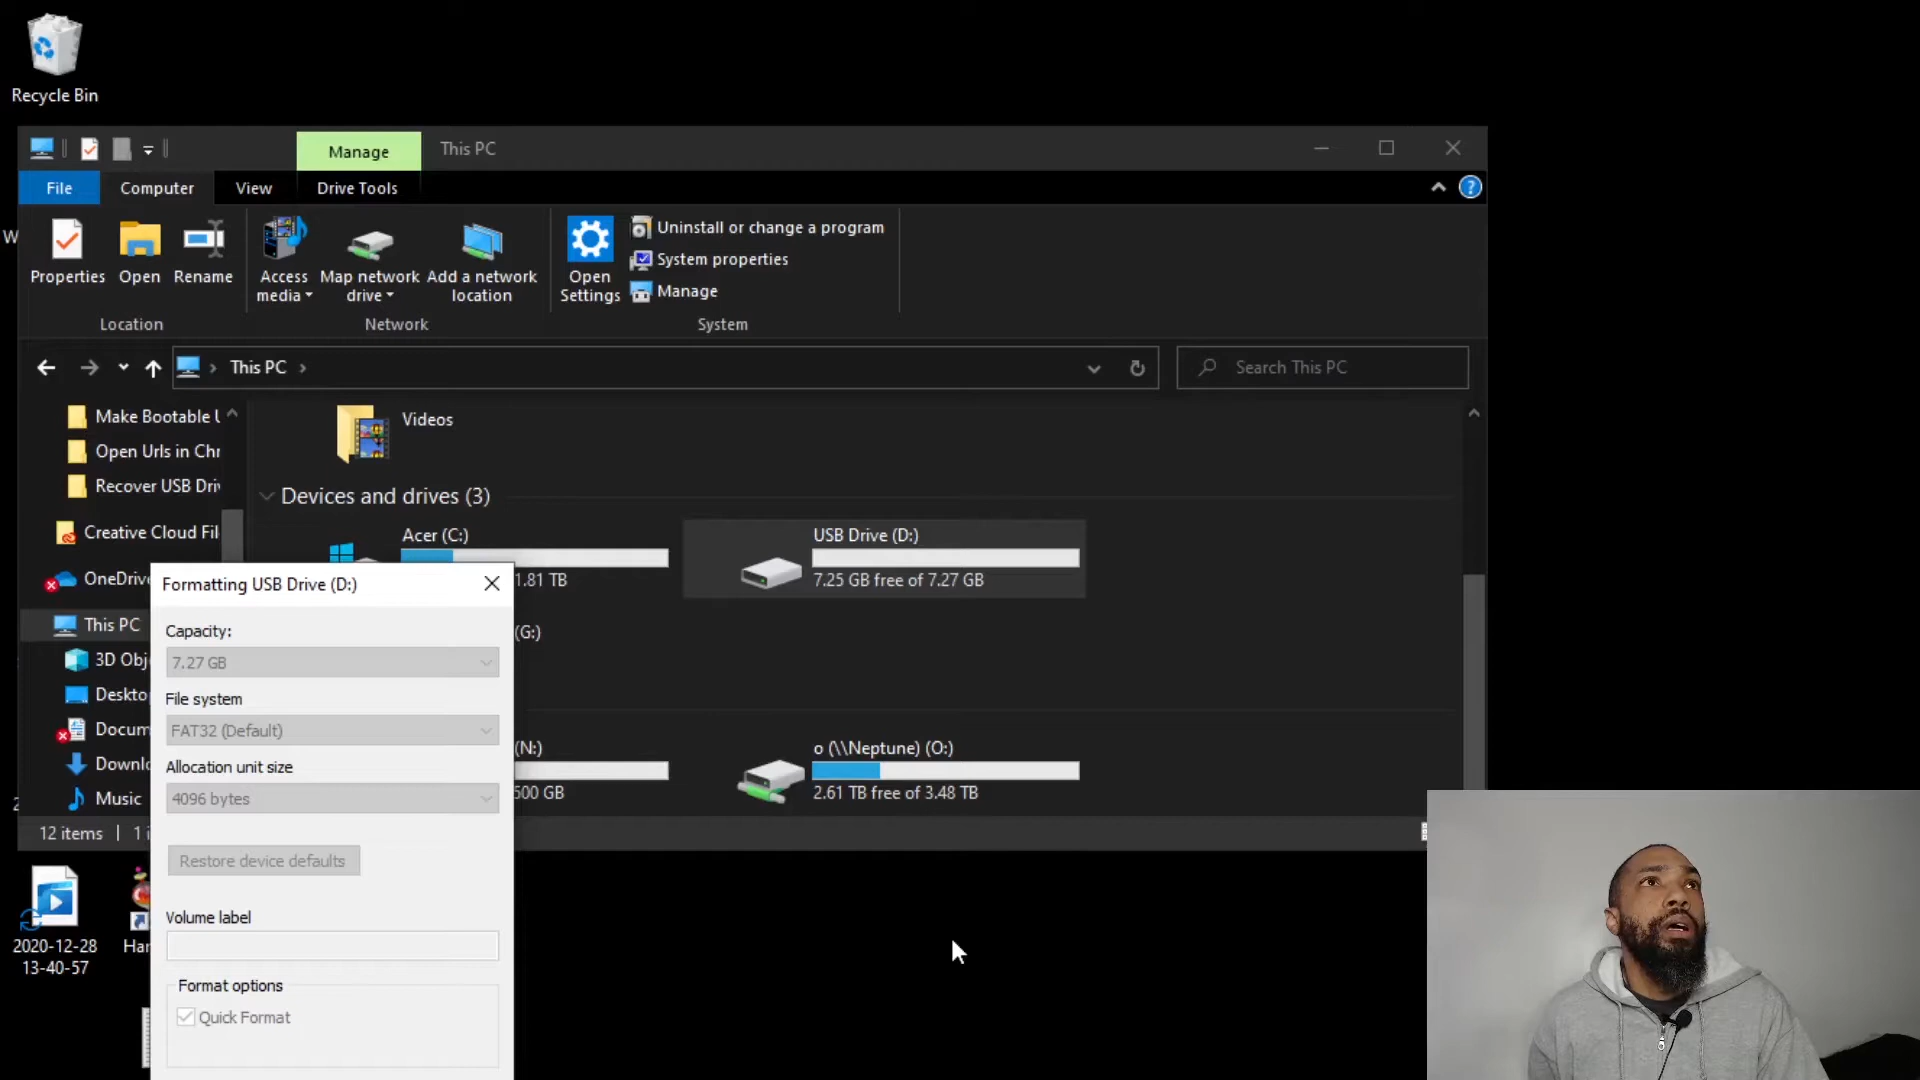 Recycle Bin
Manage
This PC
File
Computer
View
Drive Tools
Properties
Open
Rename
Access
media
Map network
drive
Add a network
location
Open
Settings
Uninstall or change a program
System properties
Manage
Location
Network
System
This PC
Search This PC
Make Bootable
Open Urls in Chr
Recover USB Driv
Creative Cloud Fil
OneDrive
This PC
3D Obj
Deskto
Docum
Downlo
Music
12 items
Videos
Devices and drives (3)
Acer (C:)
1.81 TB
USB Drive (D:)
7.25 GB free of 7.27 GB
(G:)
(N:)
500 GB
o (\\Neptune) (O:)
2.61 TB free of 3.48 TB
Formatting USB Drive (D:)
Capacity:
7.27 GB
File system
FAT32 (Default)
Allocation unit size
4096 bytes
Restore device defaults
Volume label
Format options
Quick Format
2020-12-28
13-40-57
Har